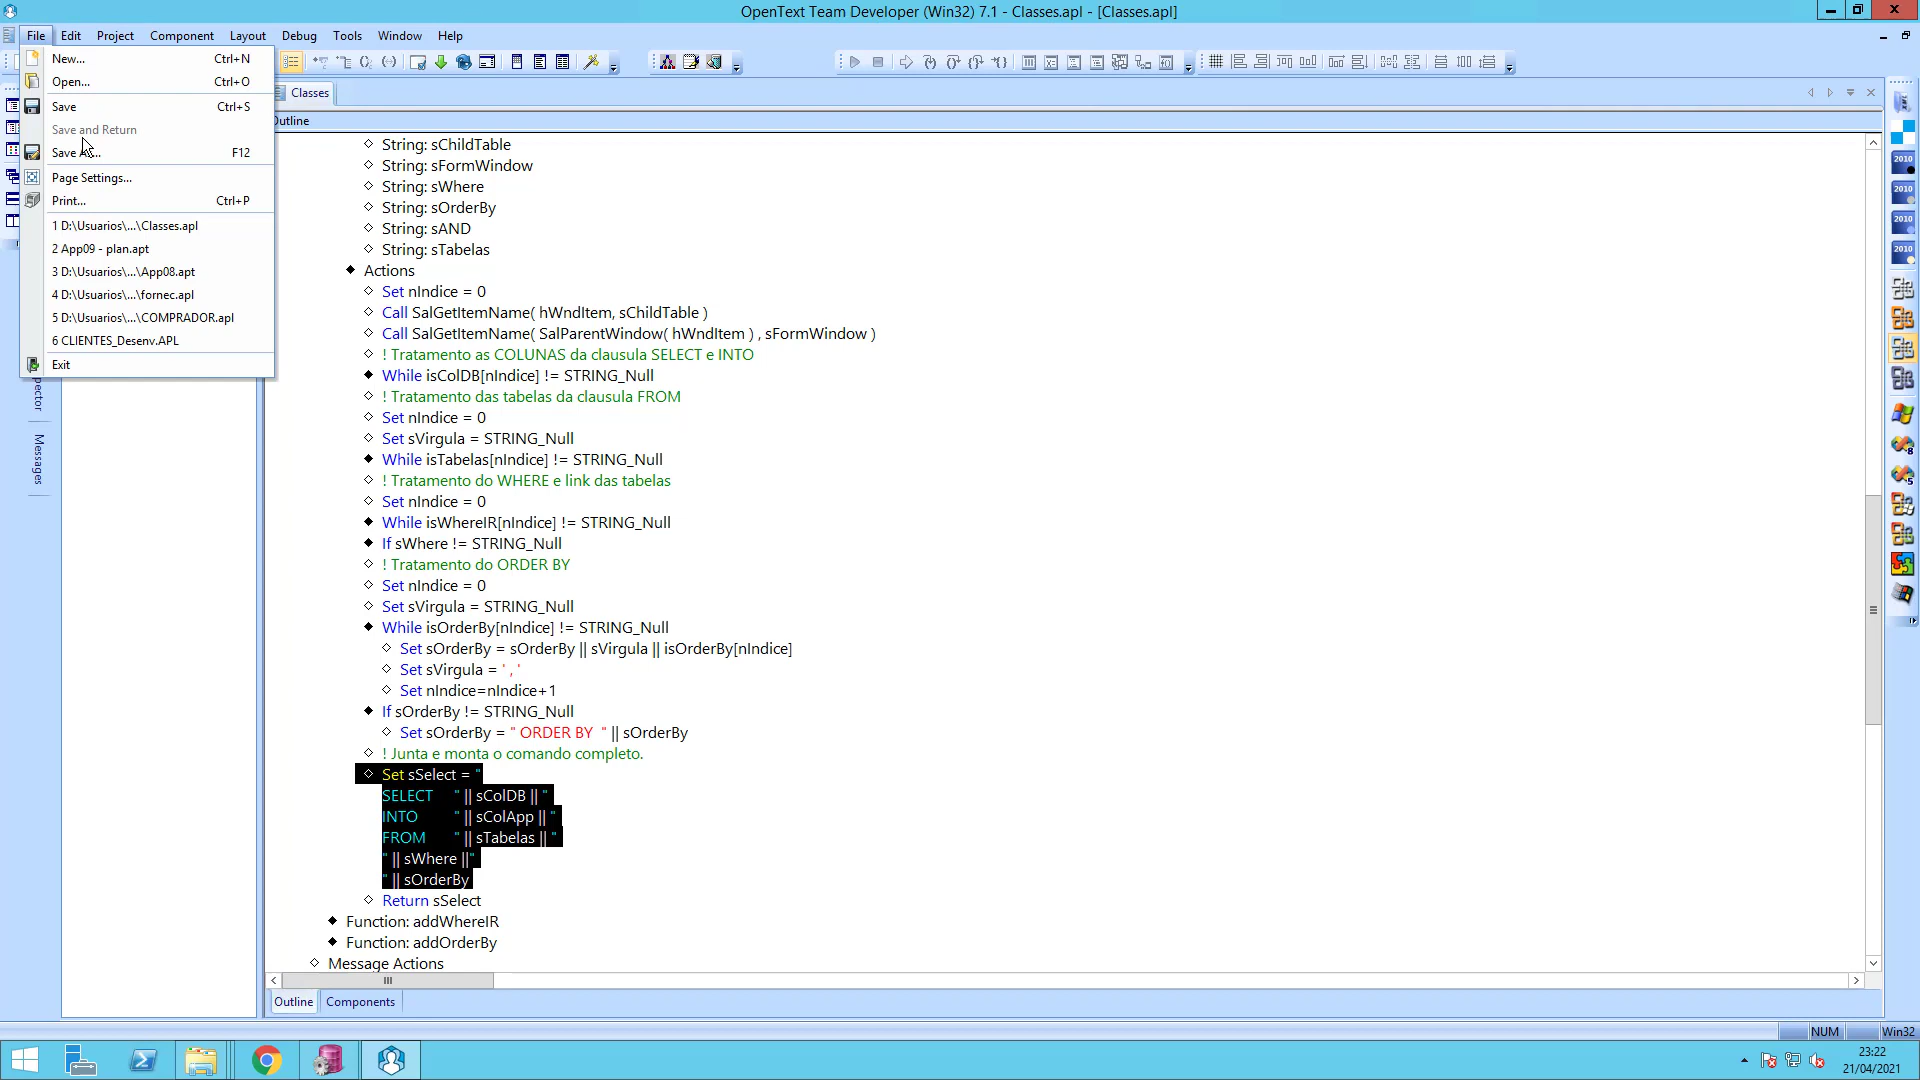 OpenText Team Developer (Win32) 7.1 - Classes.apl - [Classes.apl]
File Edit Project Component Layout Debug Tools Window Help
New... Ctrl+N
Open... Ctrl+O
Save Ctrl+S
Save and Return
Save F12
Page Settings...
Print... Ctrl+P
1 D:\Usuarios\...\Classes.apl
2 App09 - plan.apt
3 D:\Usuarios\...\App08.apt
4 D:\Usuarios\...\fornec.apl
5 D:\Usuarios\...\COMPRADOR.apl
6 CLIENTES_Desenv.APL
Exit
Messages
Classes
Outline
String: sChildTable
String: sFormWindow
String: sWhere
String: sOrderBy
String: sAND
String: sTabelas
Actions
Set nIndice = 0
Call SalGetItemName( hWndItem, sChildTable )
Call SalGetItemName( SalParentWindow( hWndItem ) , sFormWindow )
! Tratamento as COLUNAS da clausula SELECT e INTO
While isColDB[nIndice] != STRING_Null
! Tratamento das tabelas da clausula FROM
Set nIndice = 0
Set sVirgula = STRING_Null
While isTabelas[nIndice] != STRING_Null
! Tratamento do WHERE e link das tabelas
Set nIndice = 0
While isWhereIR[nIndice] != STRING_Null
If sWhere != STRING_Null
! Tratamento do ORDER BY
Set nIndice = 0
Set sVirgula = STRING_Null
While isOrderBy[nIndice] != STRING_Null
Set sOrderBy = sOrderBy || sVirgula || isOrderBy[nIndice]
Set sVirgula = ' , '
Set nIndice=nIndice+1
If sOrderBy != STRING_Null
Set sOrderBy = " ORDER BY " || sOrderBy
! Junta e monta o comando completo.
Set sSelect = "
SELECT " || sColDB || "
INTO " || sColApp || "
FROM " || sTabelas || "
" || sWhere ||"
" || sOrderBy
Return sSelect
Function: addWhereIR
Function: addOrderBy
Message Actions
Outline Components
2010
2010
2010
2010
NUM Win32
23:22
21/04/2021